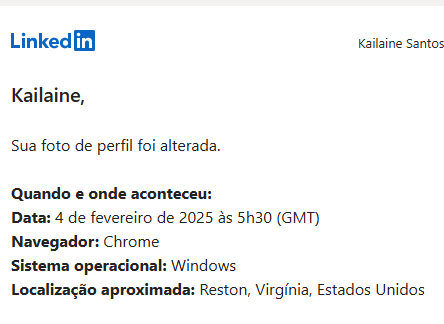 LinkedIn
Kailaine Santos
Kailaine,
Sua foto de perfil foi alterada.
Quando e onde aconteceu:
Data: 4 de fevereiro de 2025 às 5h30 (GMT)
Navegador: Chrome
Sistema operacional: Windows
Localização aproximada: Reston, Virgínia, Estados Unidos